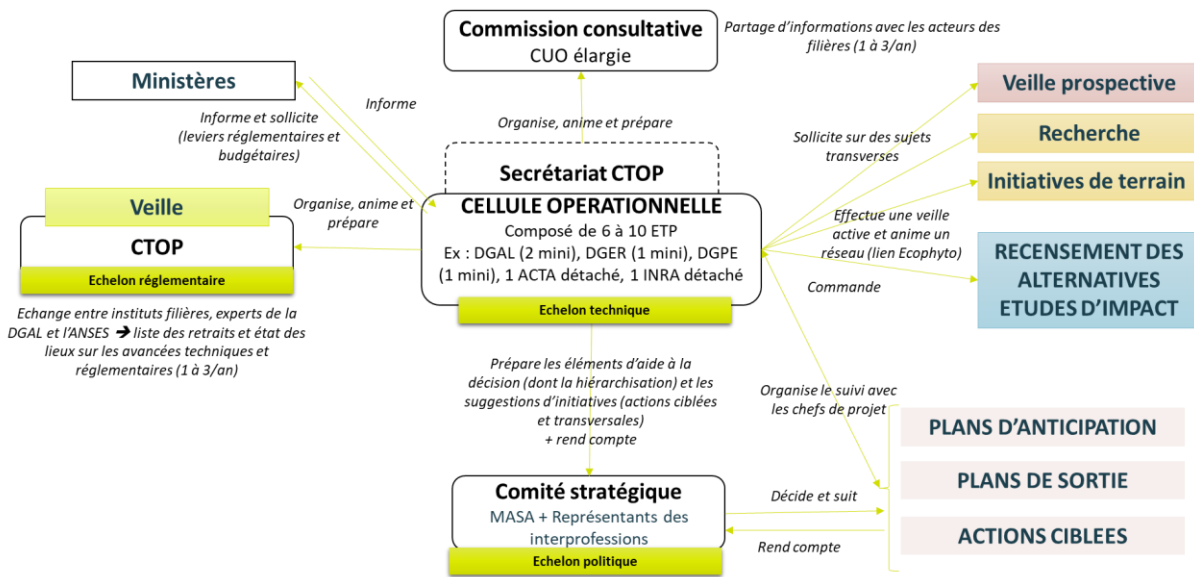 Commission consultative
CUO élargie
Partage d'informations avec les acteurs des
filières (1 à 3/an)
Ministères
Informe
Informe et sollicite
(leviers réglementaires et
budgétaires)
Organise, anime et prépare
Veille prospective
Sollicite sur des sujets
transverses
Recherche
Initiatives de terrain
Secrétariat CTOP
CELLULE OPERATIONNELLE
Composé de 6 à 10 ETP
Ex : DGAL (2 mini), DGER (1 mini), DGPE
(1 mini), 1 ACTA détaché, 1 INRA détaché
Echelon technique
Veille
CTOP
Echelon réglementaire
Organise, anime et
prépare
Echange entre instituts filières, experts de la
DGAL et l'ANSES ➔ liste des retraits et état des
lieux sur les avancées techniques et
réglementaires (1 à 3/an)
Effectue une veille
active et anime un
réseau (lien Ecophyto)
Commande
RECENSEMENT DES
ALTERNATIVES
ETUDES D'IMPACT
Prépare les éléments d'aide à la
décision (dont la hiérarchisation) et les
suggestions d'initiatives (actions ciblées
et transversales)
+ rend compte
Organise le suivi avec
les chefs de projet
PLANS D'ANTICIPATION
PLANS DE SORTIE
ACTIONS CIBLEES
Comité stratégique
MASA + Représentants des
interprofessions
Echelon politique
Décide et suit
Rend compte